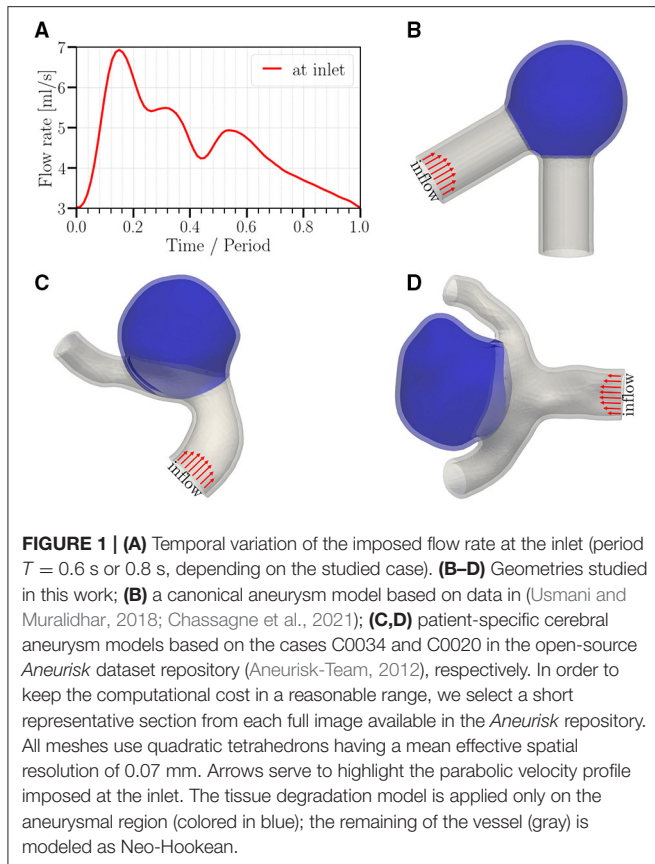 A
7
6
5
4
3
Flow rate [ml/s]
at inlet
0.0 0.2 0.4 0.6 0.8 1.0
Time / Period
B
inflow
C
inflow
D
inflow
FIGURE 1 | (A) Temporal variation of the imposed flow rate at the inlet (period
T = 0.6 s or 0.8 s, depending on the studied case). (B–D) Geometries studied
in this work; (B) a canonical aneurysm model based on data in (Usmani and
Muralidhar, 2018; Chassagne et al., 2021); (C,D) patient-specific cerebral
aneurysm models based on the cases C0034 and C0020 in the open-source
Aneurisk dataset repository (Aneurisk-Team, 2012), respectively. In order to
keep the computational cost in a reasonable range, we select a short
representative section from each full image available in the Aneurisk repository.
All meshes use quadratic tetrahedrons having a mean effective spatial
resolution of 0.07 mm. Arrows serve to highlight the parabolic velocity profile
imposed at the inlet. The tissue degradation model is applied only on the
aneurysmal region (colored in blue); the remaining of the vessel (gray) is
modeled as Neo-Hookean.